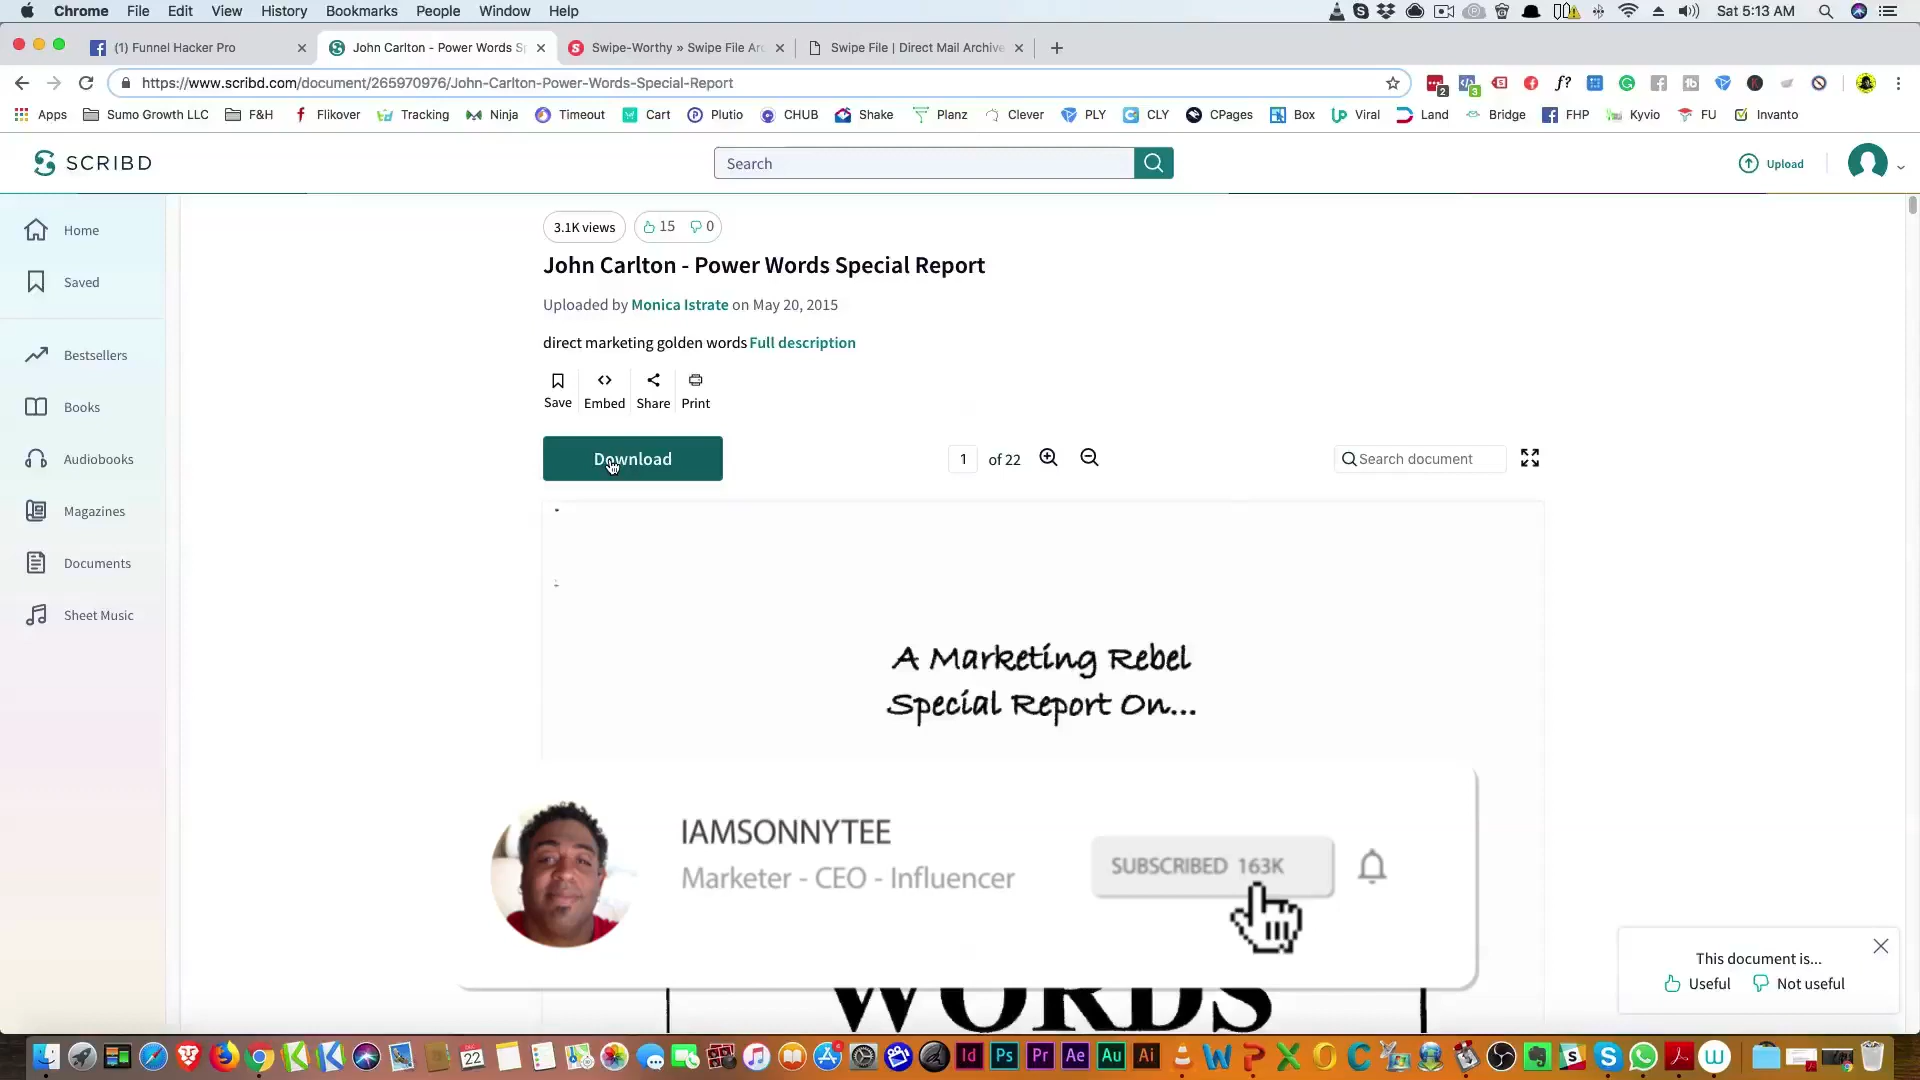 Chrome File Edit View History Bookmarks People Window Help Sat 5:13 AM
(1) Funnel Hacker Pro
John Carlton - Power Words Sp
Swipe-Worthy » Swipe File Arc
Swipe File | Direct Mail Archive
https://www.scribd.com/document/265970976/John-Carlton-Power-Words-Special-Report
Apps Sumo Growth LLC F&H Flikover Tracking Ninja Timeout Cart Plutio CHUB Shake Planz Clever PLY CLY CPages Box Viral Land Bridge FHP Kyvio FU Invanto
SCRIBD
Search
Upload
Home
Saved
Bestsellers
Books
Audiobooks
Magazines
Documents
Sheet Music
3.1K views 15 0
John Carlton - Power Words Special Report
Uploaded by Monica Istrate on May 20, 2015
direct marketing golden words Full description
Save Embed Share Print
Download
1 of 22
Search document
A Marketing Rebel
Special Report On...
IAMSONNYTEE
Marketer - CEO - Influencer
SUBSCRIBED 163K
WORDS
This document is...
Useful Not useful